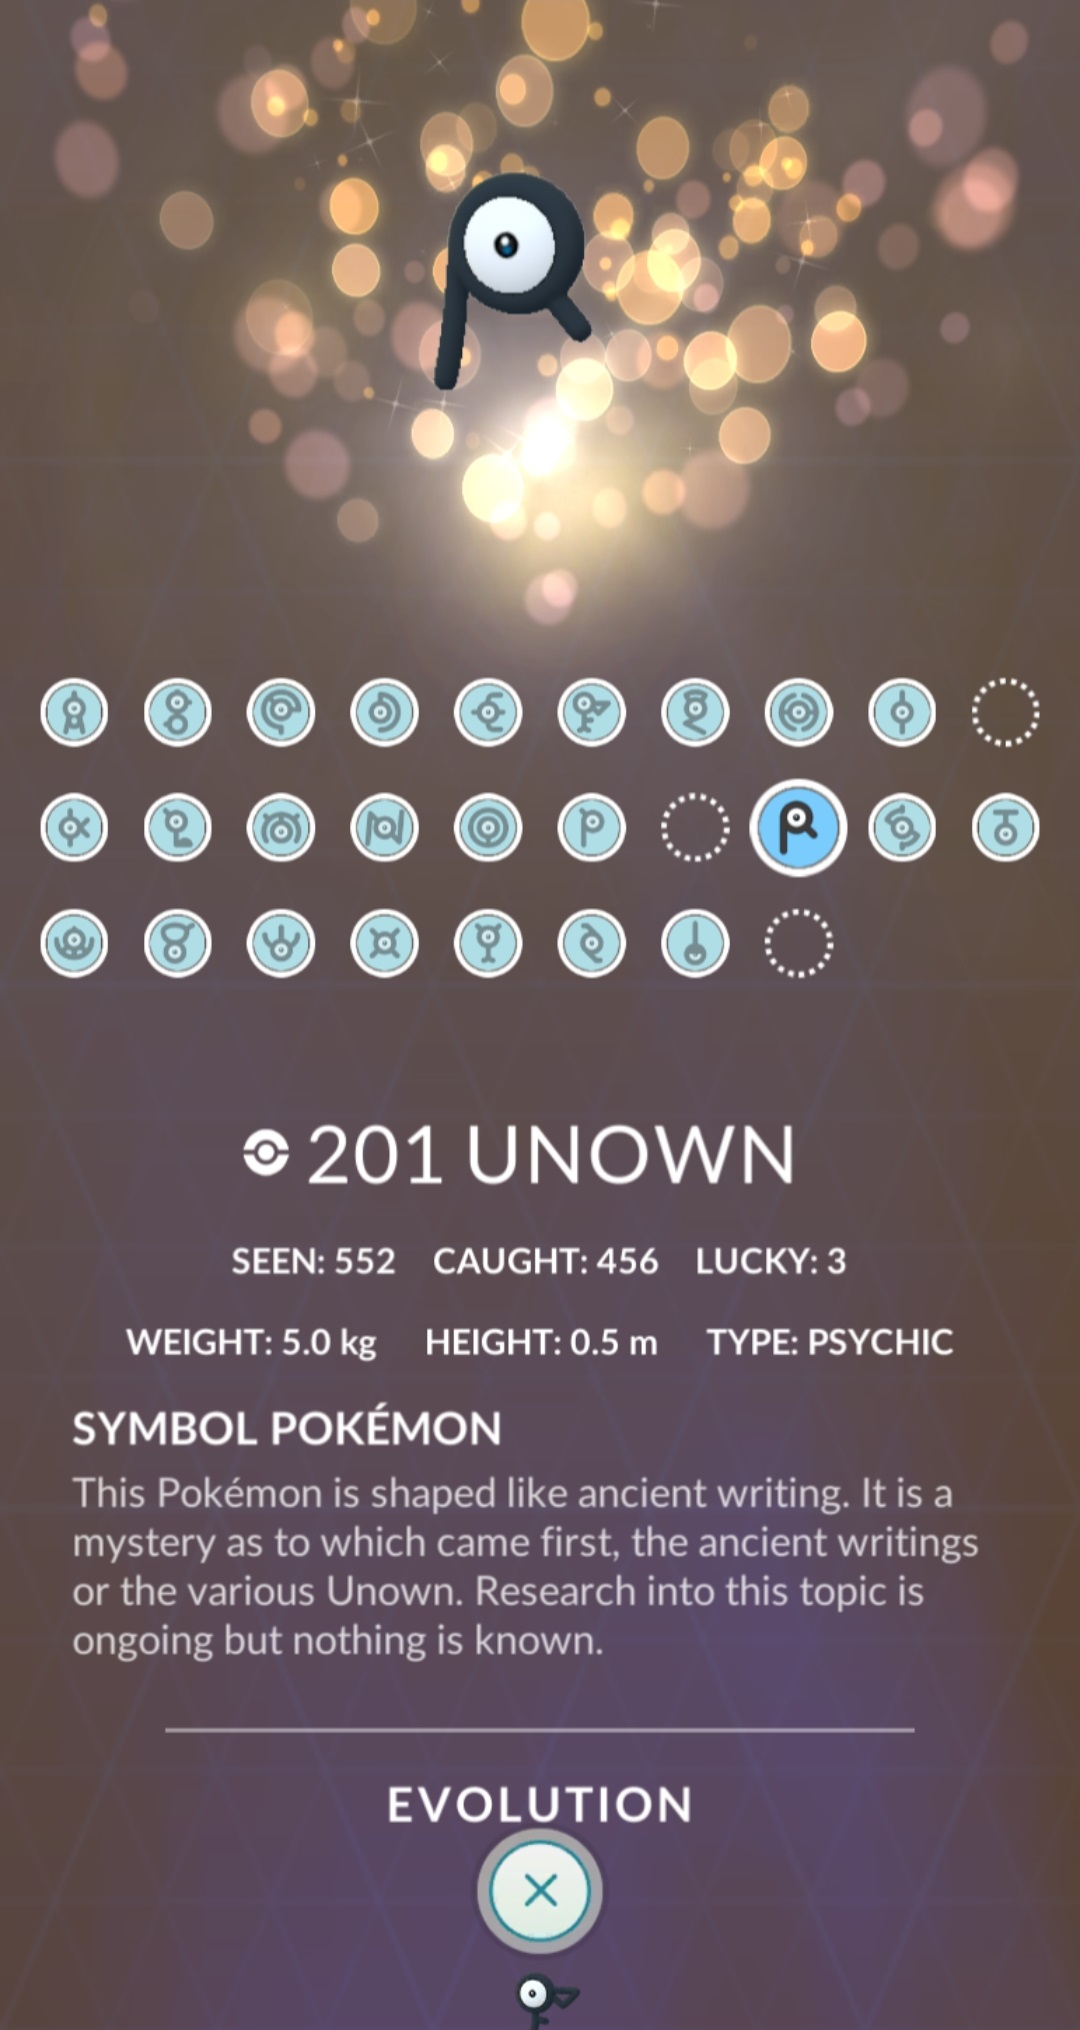 201 UNOWN
SEEN: 552 CAUGHT: 456 LUCKY: 3
WEIGHT: 5.0 kg HEIGHT: 0.5 m TYPE: PSYCHIC
SYMBOL POKÉMON
This Pokémon is shaped like ancient writing. It is a
mystery as to which came first, the ancient writings
or the various Unown. Research into this topic is
ongoing but nothing is known.
EVOLUTION